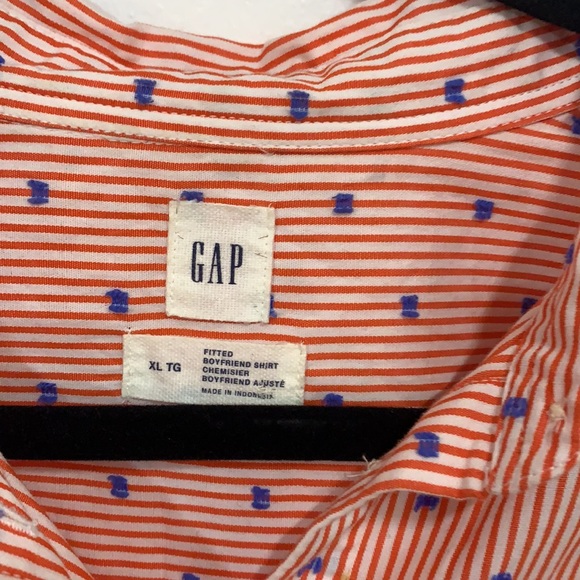 GAP
XL TG
FITTED
BOYFRIEND SHIRT
CHEMISIER
BOYFRIEND AJUSTÉ
MADE IN INDONESIA